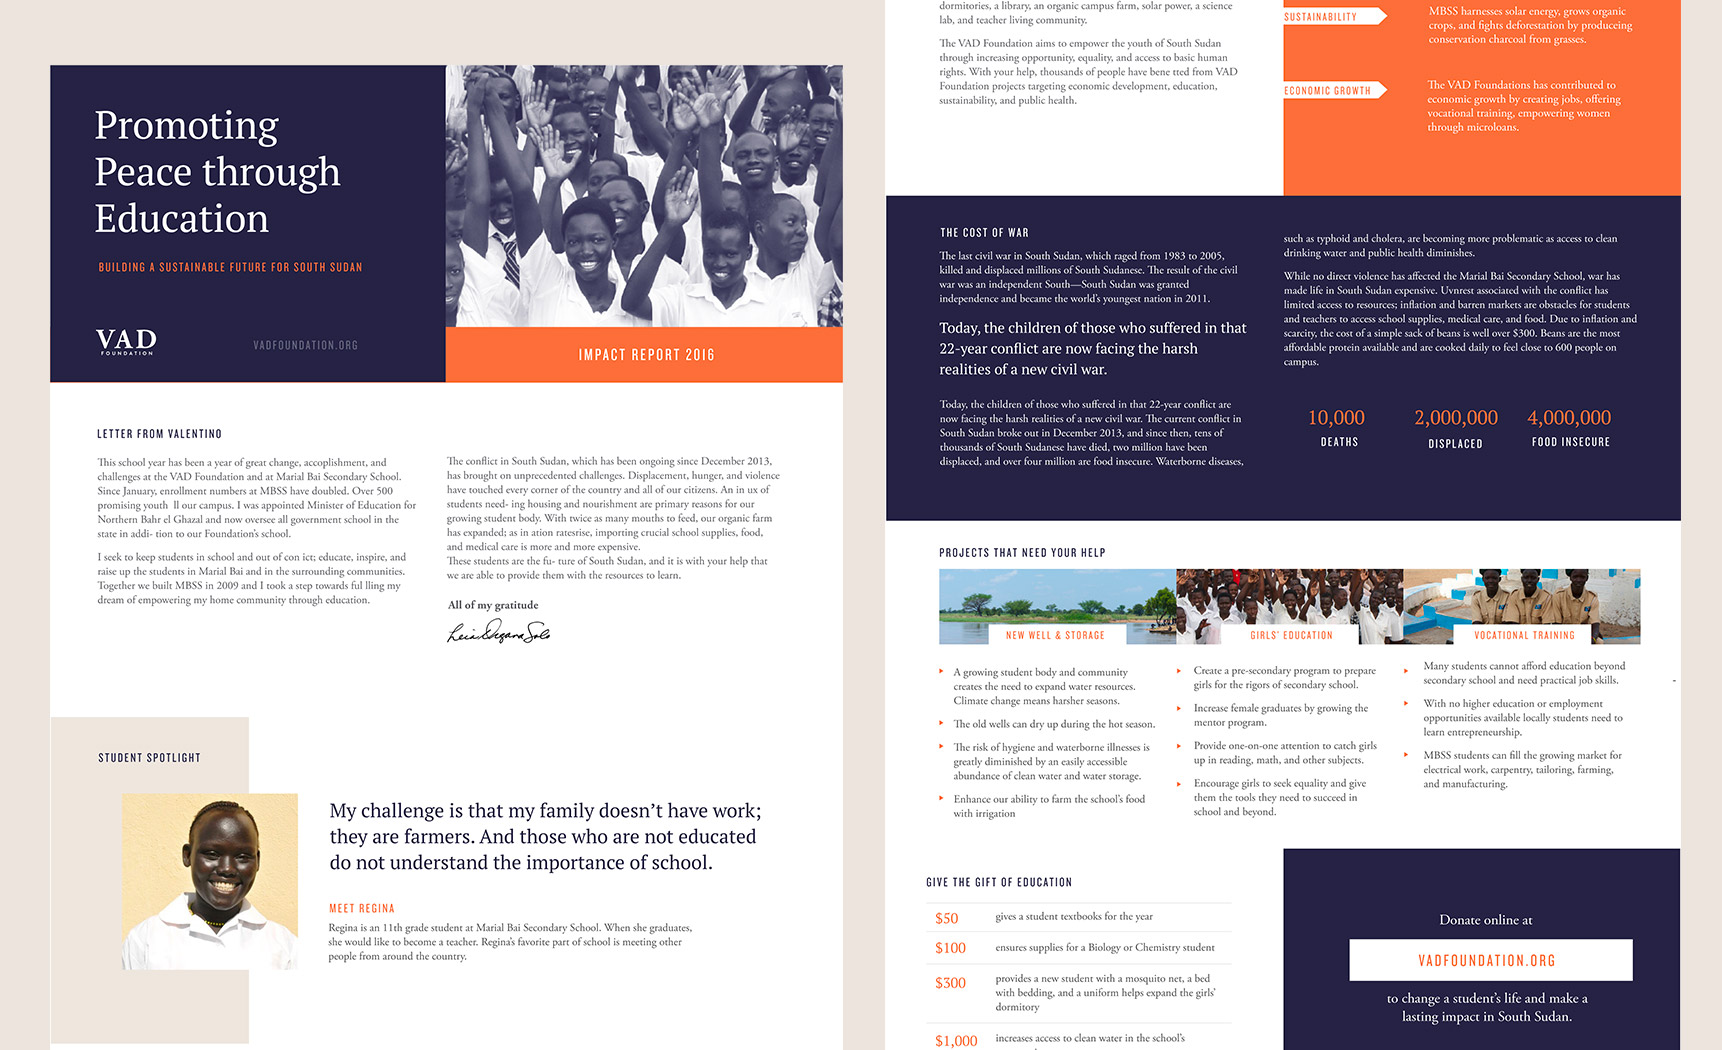 Promoting
Peace through
Education
BUILDING A SUSTAINABLE FUTURE FOR SOUTH SUDAN
VAD
FOUNDATION
VADFOUNDATION.ORG
IMPACT REPORT 2016
LETTER FROM VALENTINO
This school year has been a year of great change, accoplishment, and
challenges at the VAD Foundation and at Marial Bai Secondary School.
Since January, enrollment numbers at MBSS have doubled. Over 500
promising youth ll our campus. I was appointed Minister of Education for
Northern Bahr el Ghazal and now oversee all government school in the
state in addi- tion to our Foundation's school.
I seek to keep students in school and out of con ict; educate, inspire, and
raise up the students in Marial Bai and in the surrounding communities.
Together we built MBSS in 2009 and I took a step towards ful lling my
dream of empowering my home community through education.
The conflict in South Sudan, which has been ongoing since December 2013,
has brought on unprecedented challenges. Displacement, hunger, and violence
have touched every corner of the country and all of our citizens. An in ux of
students need- ing housing and nourishment are primary reasons for our
growing student body. With twice as many mouths to feed, our organic farm
has expanded; as in ation ratesrise, importing crucial school supplies, food,
and medical care is more and more expensive.
These students are the fu- ture of South Sudan, and it is with your help that
we are able to provide them with the resources to learn.
All of my gratitude
Leia Organa Solo
STUDENT SPOTLIGHT
My challenge is that my family doesn't have work;
they are farmers. And those who are not educated
do not understand the importance of school.
MEET REGINA
Regina is an 11th grade student at Marial Bai Secondary School. When she graduates,
she would like to become a teacher. Regina's favorite part of school is meeting other
people from around the country.
dormitories, a library, an organic campus farm, solar power, a science
lab, and teacher living community.
The VAD Foundation aims to empower the youth of South Sudan
through increasing opportunity, equality, and access to basic human
rights. With your help, thousands of people have bene tted from VAD
Foundation projects targeting economic development, education,
sustainability, and public health.
SUSTAINABILITY
MBSS harnesses solar energy, grows organic
crops, and fights deforestation by produceing
conservation charcoal from grasses.
ECONOMIC GROWTH
The VAD Foundations has contributed to
economic growth by creating jobs, offering
vocational training, empowering women
through microloans.
THE COST OF WAR
The last civil war in South Sudan, which raged from 1983 to 2005,
killed and displaced millions of South Sudanese. The result of the civil
war was an independent South—South Sudan was granted
independence and became the world's youngest nation in 2011.
Today, the children of those who suffered in that
22-year conflict are now facing the harsh
realities of a new civil war.
Today, the children of those who suffered in that 22-year conflict are
now facing the harsh realities of a new civil war. The current conflict in
South Sudan broke out in December 2013, and since then, tens of
thousands of South Sudanese have died, two million have been
displaced, and over four million are food insecure. Waterborne diseases,
such as typhoid and cholera, are becoming more problematic as access to clean
drinking water and public health diminishes.
While no direct violence has affected the Marial Bai Secondary School, war has
made life in South Sudan expensive. Uvnrest associated with the conflict has
limited access to resources; inflation and barren markets are obstacles for students
and teachers to access school supplies, medical care, and food. Due to inflation and
scarcity, the cost of a simple sack of beans is well over $300. Beans are the most
affordable protein available and are cooked daily to feel close to 600 people on
campus.
10,000
DEATHS
2,000,000
DISPLACED
4,000,000
FOOD INSECURE
PROJECTS THAT NEED YOUR HELP
NEW WELL & STORAGE
A growing student body and community
creates the need to expand water resources.
Climate change means harsher seasons.
The old wells can dry up during the hot season.
The risk of hygiene and waterborne illnesses is
greatly diminished by an easily accessible
abundance of clean water and water storage.
Enhance our ability to farm the school's food
with irrigation
GIRLS' EDUCATION
Create a pre-secondary program to prepare
girls for the rigors of secondary school.
Increase female graduates by growing the
mentor program.
Provide one-on-one attention to catch girls
up in reading, math, and other subjects.
Encourage girls to seek equality and give
them the tools they need to succeed in
school and beyond.
VOCATIONAL TRAINING
Many students cannot afford education beyond
secondary school and need practical job skills.
With no higher education or employment
opportunities available locally students need to
learn entrepreneurship.
MBSS students can fill the growing market for
electrical work, carpentry, tailoring, farming,
and manufacturing.
-
GIVE THE GIFT OF EDUCATION
$50 gives a student textbooks for the year
$100 ensures supplies for a Biology or Chemistry student
$300 provides a new student with a mosquito net, a bed
with bedding, and a uniform helps expand the girls'
dormitory
$1,000 increases access to clean water in the school's
Donate online at
VADFOUNDATION.ORG
to change a student's life and make a
lasting impact in South Sudan.